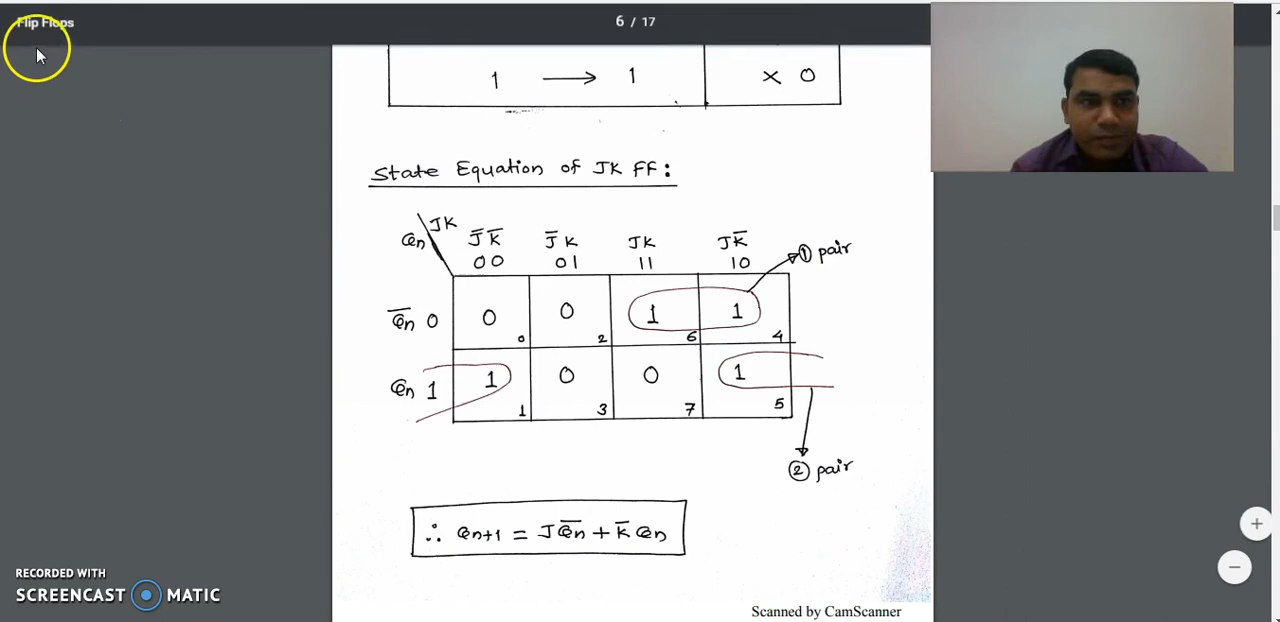 Flip Flops
6 / 17
1 ⟶ 1 × 0
State Equation of JK FF:
JK
Qn
J̅ K̅ J̅ K JK J K̅
00 01 11 10
① pair
Q̅n 0 0 0 1 1
0 2 6 4
Qn 1 1 0 0 1
1 3 7 5
② pair
∴ Qn+1 = J Q̅n + K̅ Qn
Scanned by CamScanner
RECORDED WITH
SCREENCAST MATIC